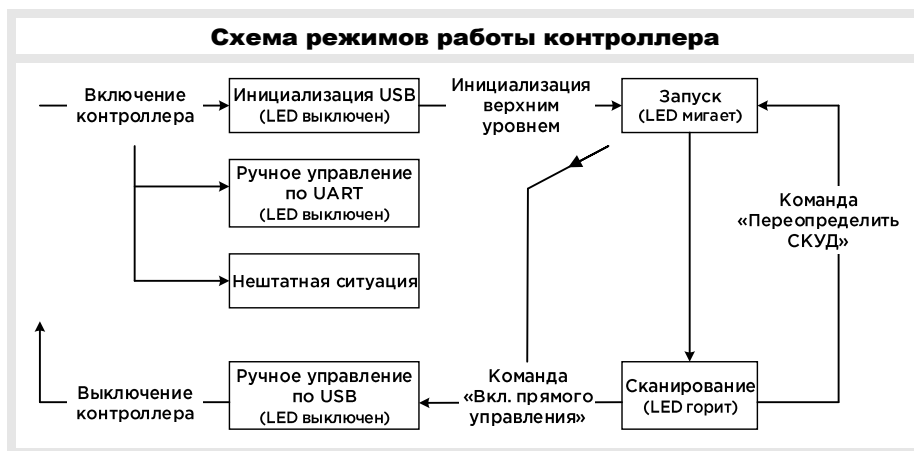 Схема режимов работы контроллера
Включение
контроллера
Инициализация USB
(LED выключен)
Инициализация
верхним
уровнем
Запуск
(LED мигает)
Ручное управление
по UART
(LED выключен)
Команда
«Переопределить
СКУД»
Нештатная ситуация
Выключение
контроллера
Ручное управление
по USB
(LED выключен)
Команда
«Вкл. прямого
управления»
Сканирование
(LED горит)